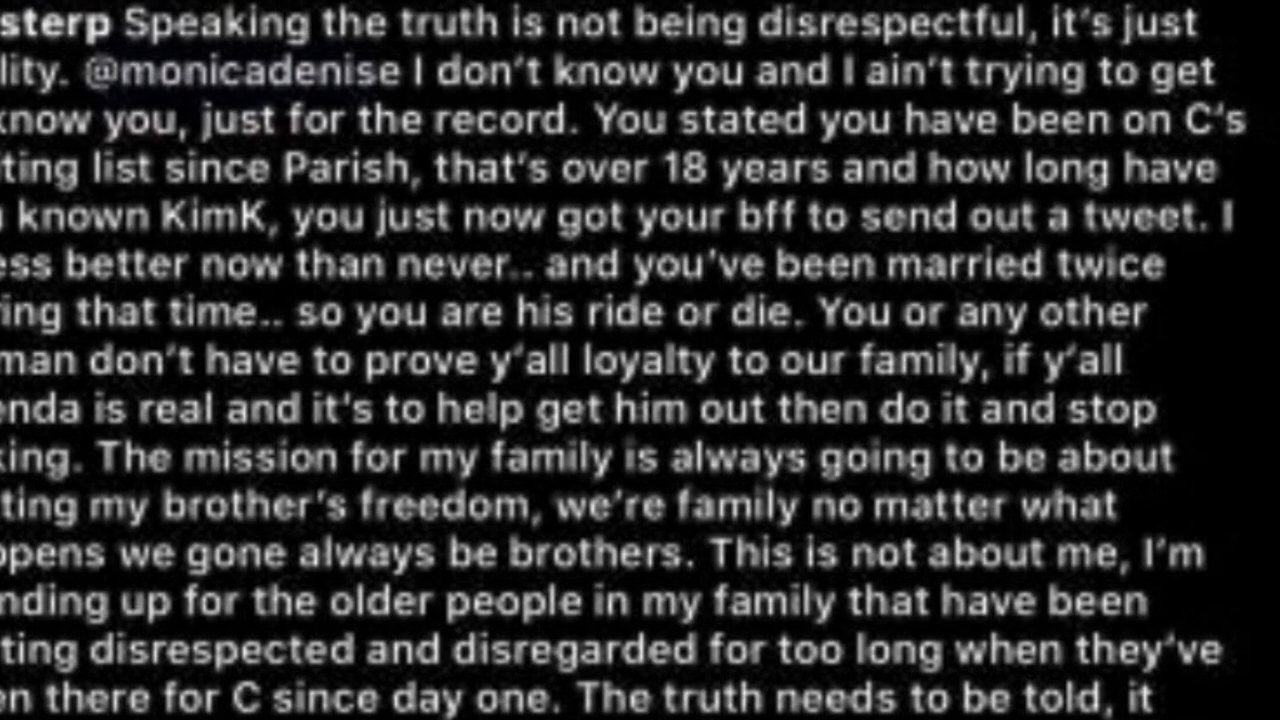 sterp Speaking the truth is not being disrespectful, it's just
lity. @monicadenise I don't know you and I ain't trying to get
know you, just for the record. You stated you have been on C's
ting list since Parish, that's over 18 years and how long have
known KimK, you just now got your bff to send out a tweet. I
ess better now than never.. and you've been married twice
ring that time.. so you are his ride or die. You or any other
man don't have to prove y'all loyalty to our family, if y'all
enda is real and it's to help get him out then do it and stop
king. The mission for my family is always going to be about
ting my brother's freedom, we're family no matter what
ppens we gone always be brothers. This is not about me, I'm
nding up for the older people in my family that have been
ting disrespected and disregarded for too long when they've
en there for C since day one. The truth needs to be told, it